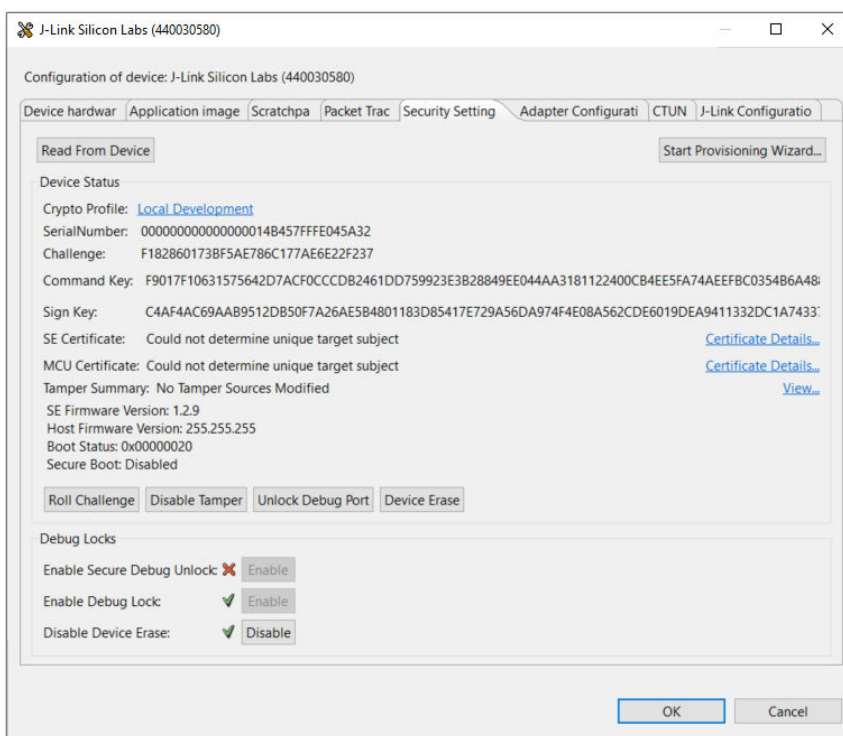 J-Link Silicon Labs (440030580)
Configuration of device: J-Link Silicon Labs (440030580)
Device hardwar Application image Scratchpa Packet Trac Security Setting Adapter Configurati CTUN J-Link Configuratio
Read From Device Start Provisioning Wizard...
Device Status
Crypto Profile: Local Development
SerialNumber: 000000000000000014B457FFFE045A32
Challenge: F182860173BF5AE786C177AE6E22F237
Command Key: F9017F10631575642D7ACF0CCCDB2461DD759923E3B28849EE044AA3181122400CB4EE5FA74AEEFBC0354B6A48
Sign Key: C4AF4AC69AAB9512DB50F7A26AE5B4801183D85417E729A56DA974F4E08A562CDE6019DEA9411332DC1A7433
SE Certificate: Could not determine unique target subject Certificate Details...
MCU Certificate: Could not determine unique target subject Certificate Details...
Tamper Summary: No Tamper Sources Modified View...
SE Firmware Version: 1.2.9
Host Firmware Version: 255.255.255
Boot Status: 0x00000020
Secure Boot: Disabled
Roll Challenge Disable Tamper Unlock Debug Port Device Erase
Debug Locks
Enable Secure Debug Unlock: Enable
Enable Debug Lock: Enable
Disable Device Erase: Disable
OK Cancel